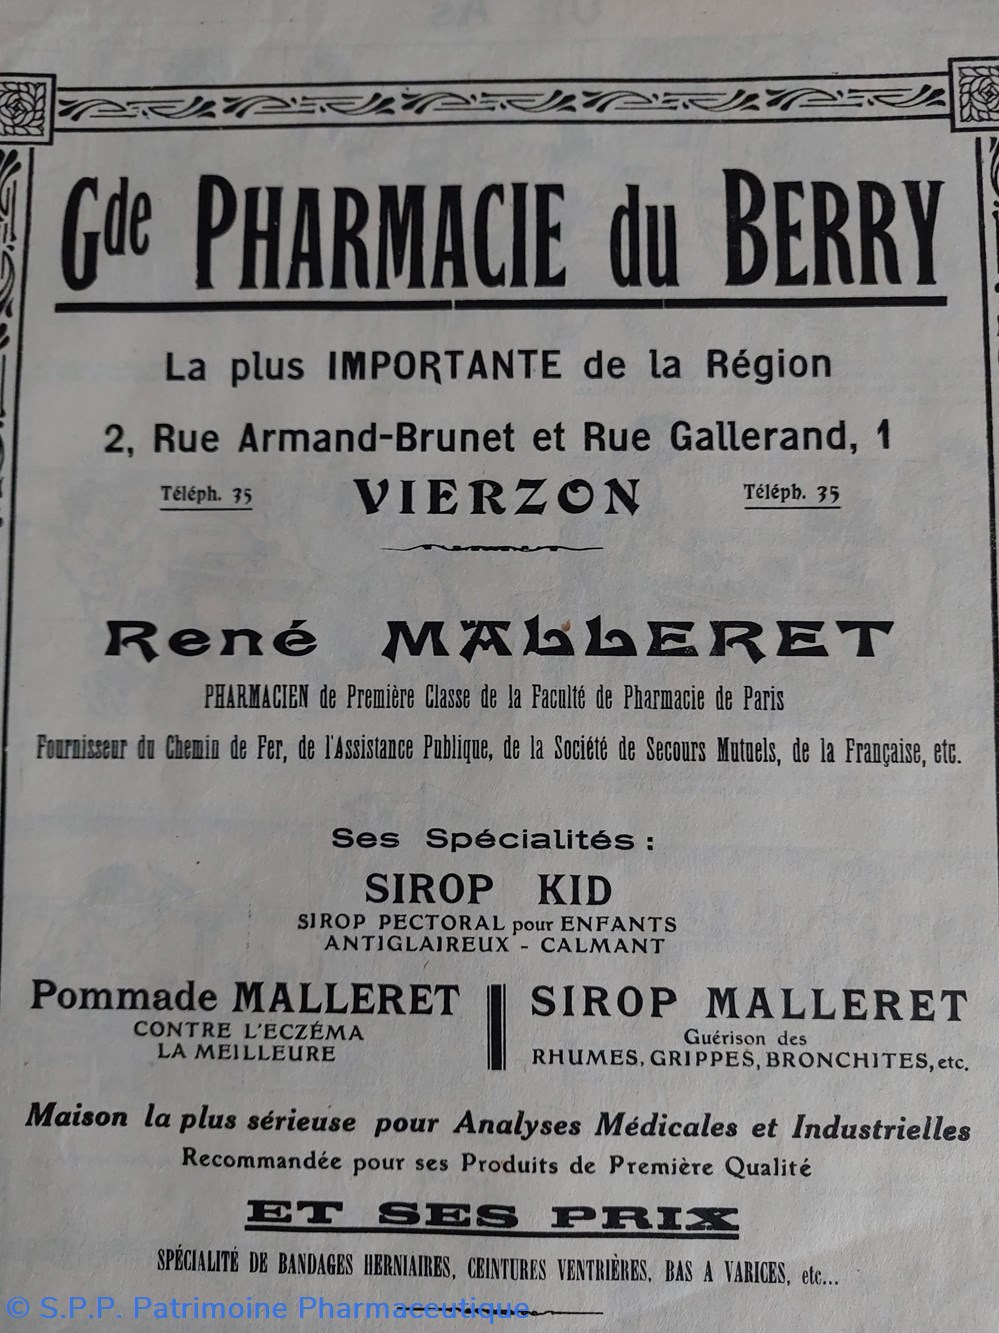 Gde PHARMACIE du BERRY
La plus IMPORTANTE de la Région
2, Rue Armand-Brunet et Rue Gallerand, 1
Téléph. 35 VIERZON Téléph. 35
René MALLERET
PHARMACIEN de Première Classe de la Faculté de Pharmacie de Paris
Fournisseur du Chemin de Fer, de l'Assistance Publique, de la Société de Secours Mutuels, de la Française, etc.
Ses Spécialités :
SIROP KID
SIROP PECTORAL pour ENFANTS
ANTIGLAIREUX - CALMANT
Pommade MALLERET
CONTRE L'ECZÉMA
LA MEILLEURE
SIROP MALLERET
Guérison des
RHUMES, GRIPPES, BRONCHITES, etc.
Maison la plus sérieuse pour Analyses Médicales et Industrielles
Recommandée pour ses Produits de Première Qualité
ET SES PRIX
SPÉCIALITÉ DE BANDAGES HERNIAIRES, CEINTURES VENTRIÈRES, BAS A VARICES, etc...
© S.P.P. Patrimoine Pharmaceutique